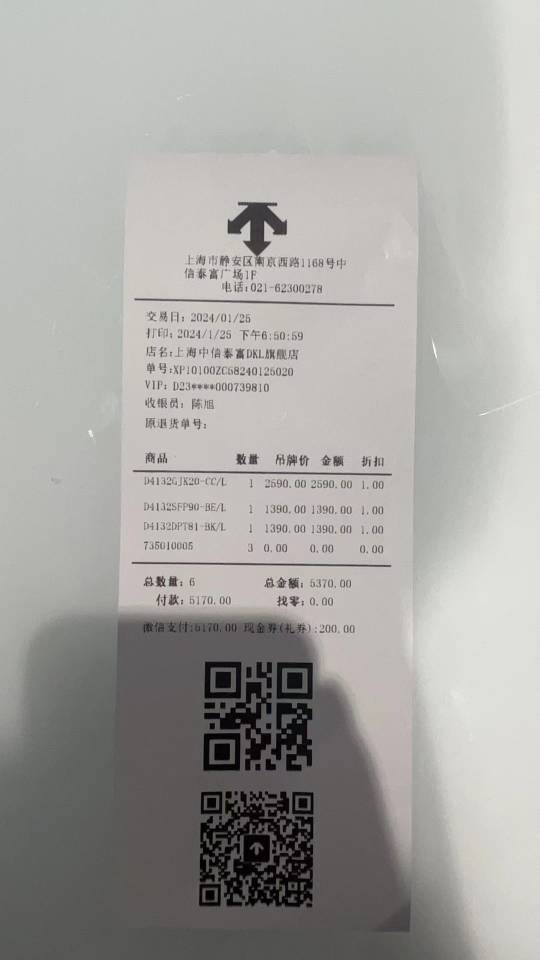 上海市静安区南京西路1168号中
信泰富广场1F
电话:021-62300278
交易日: 2024/01/25
打印: 2024/1/25 下午6:50:59
店名:上海中信泰富DKL旗舰店
单号:XP10100ZC68240125020
VIP: D23****000739810
收银员: 陈旭
原退货单号:
商品 数量 吊牌价 金额 折扣
D4132GJK20-CC/L 1 2590.00 2590.00 1.00
D4132SFP90-BE/L 1 1390.00 1390.00 1.00
D4132DPT81-BK/L 1 1390.00 1390.00 1.00
735010005 3 0.00 0.00 0.00
总数量: 6 总金额: 5370.00
付款: 5170.00 找零: 0.00
微信支付:5170.00 现金券(礼券):200.00